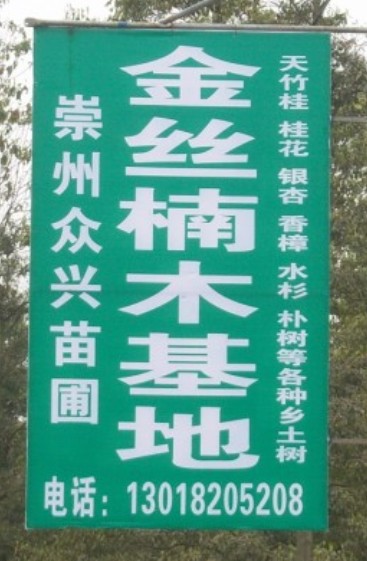 天竹桂 桂花 银杏 香樟 水杉 朴树等各种乡土树
金丝楠木基地
崇州众兴苗圃
电话：13018205208